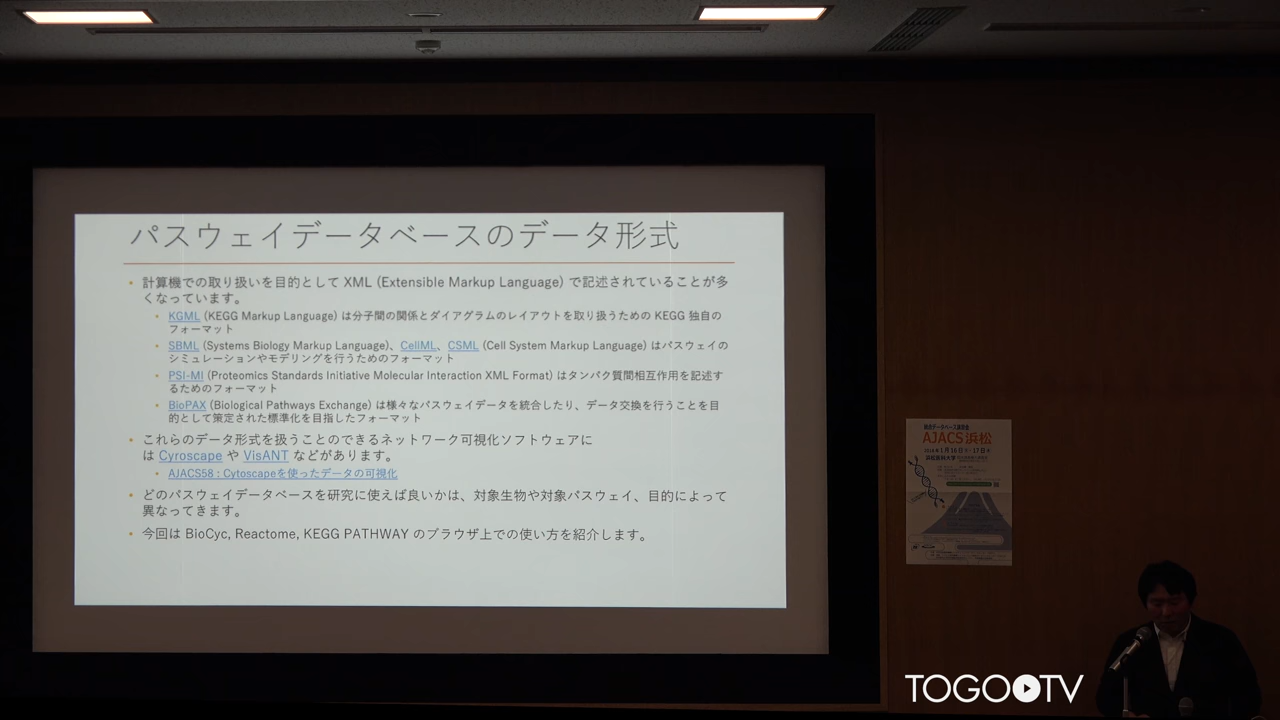 パスウェイデータベースのデータ形式
計算機での取り扱いを目的として XML (Extensible Markup Language) で記述されていることが多
くなっています。
KGML (KEGG Markup Language) は分子間の関係とダイアグラムのレイアウトを取り扱うための KEGG 独自の
フォーマット
SBML (Systems Biology Markup Language)、CellML、CSML (Cell System Markup Language) はパスウェイの
シミュレーションやモデリングを行うためのフォーマット
PSI-MI (Proteomics Standards Initiative Molecular Interaction XML Format) はタンパク質間相互作用を記述す
るためのフォーマット
BioPAX (Biological Pathways Exchange) は様々なパスウェイデータを統合したり、データ交換を行うことを目
的として策定された標準化を目指したフォーマット
これらのデータ形式を扱うことのできるネットワーク可視化ソフトウェアに
は Cyroscape や VisANT などがあります。
AJACS58 : Cytoscapeを使ったデータの可視化
どのパスウェイデータベースを研究に使えば良いかは、対象生物や対象パスウェイ、目的によって
異なってきます。
今回は BioCyc, Reactome, KEGG PATHWAY のブラウザ上での使い方を紹介します。
統合データベース講習会
AJACS浜松
浜松医科大学
TOGO TV